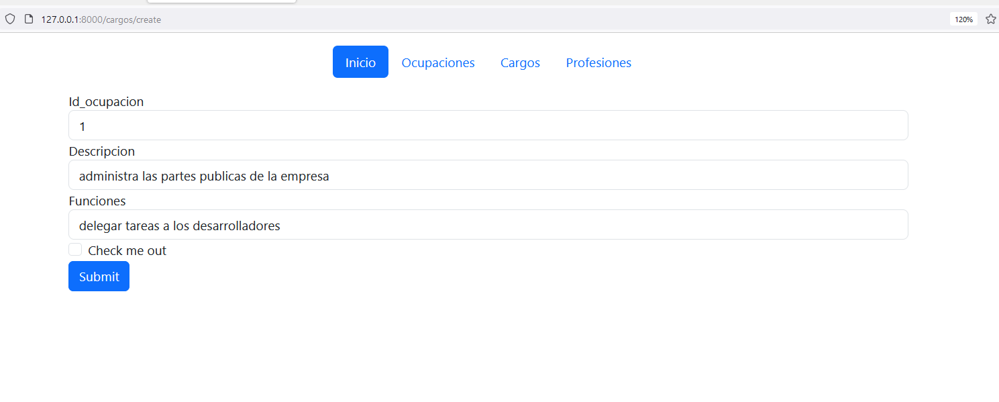 127.0.0.1:8000/cargos/create 120%
Inicio Ocupaciones Cargos Profesiones
Id_ocupacion
1
Descripcion
administra las partes publicas de la empresa
Funciones
delegar tareas a los desarrolladores
Check me out
Submit